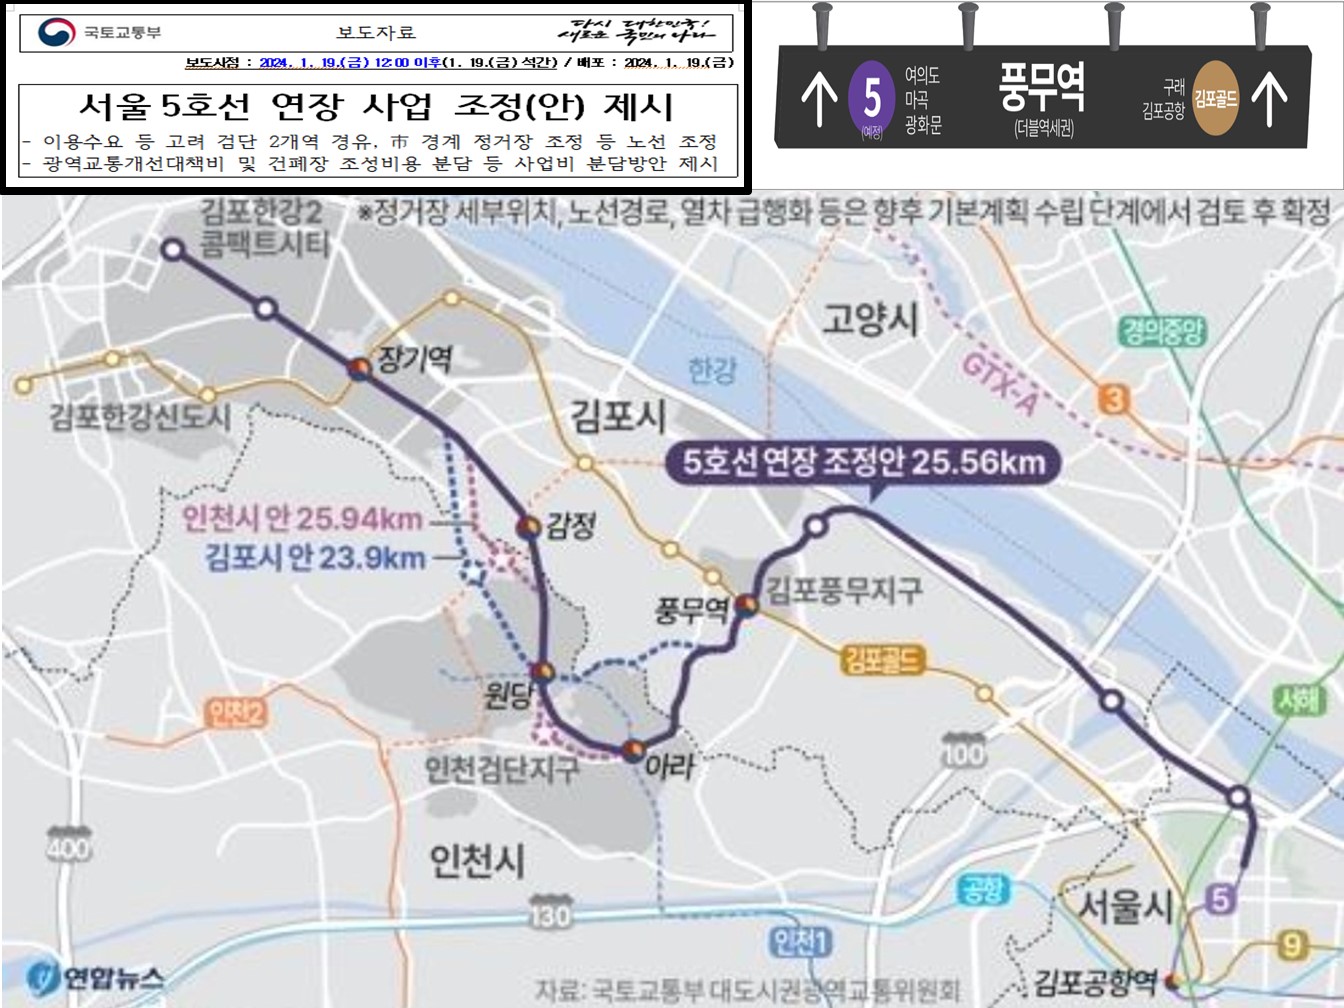 국토교통부
보도자료
다시 대한민국!
새로운 국민의 나라
보도시점 : 2024. 1. 19.(금) 12:00 이후(1. 19.(금) 석간) / 배포 : 2024. 1. 19.(금)
서울 5호선 연장 사업 조정(안) 제시
- 이용수요 등 고려 검단 2개역 경유, 市 경계 정거장 조정 등 노선 조정
- 광역교통개선대책비 및 건폐장 조성비용 분담 등 사업비 분담방안 제시
5
(예정)
여의도
마곡
광화문
풍무역
(더블역세권)
구래
김포공항
김포골드
김포한강2
콤팩트시티
※정거장 세부위치, 노선경로, 열차 급행화 등은 향후 기본계획 수립 단계에서 검토 후 확정
고양시
경의중앙
장기역
한강
GTX-A
3
김포한강신도시
김포시
5호선 연장 조정안 25.56km
인천시 안 25.94km
감정
김포시 안 23.9km
김포풍무지구
풍무역
김포골드
원당
서해
인천2
100
아라
인천검단지구
400
인천시
공항
5
서울시
130
인천1
9
연합뉴스
김포공항역
자료: 국토교통부 대도시권광역교통위원회